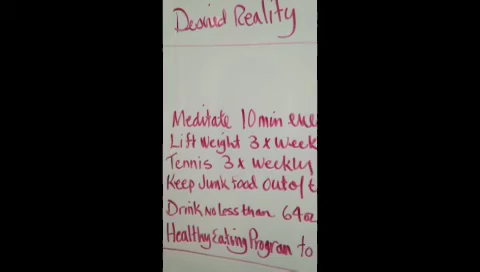 Desired Reality
Meditate 10 min
Lift Weight 3 x Week
Tennis 3 x Weekly
Keep Junk food out of
Drink No Less than 64 oz
Healthy Eating Program to